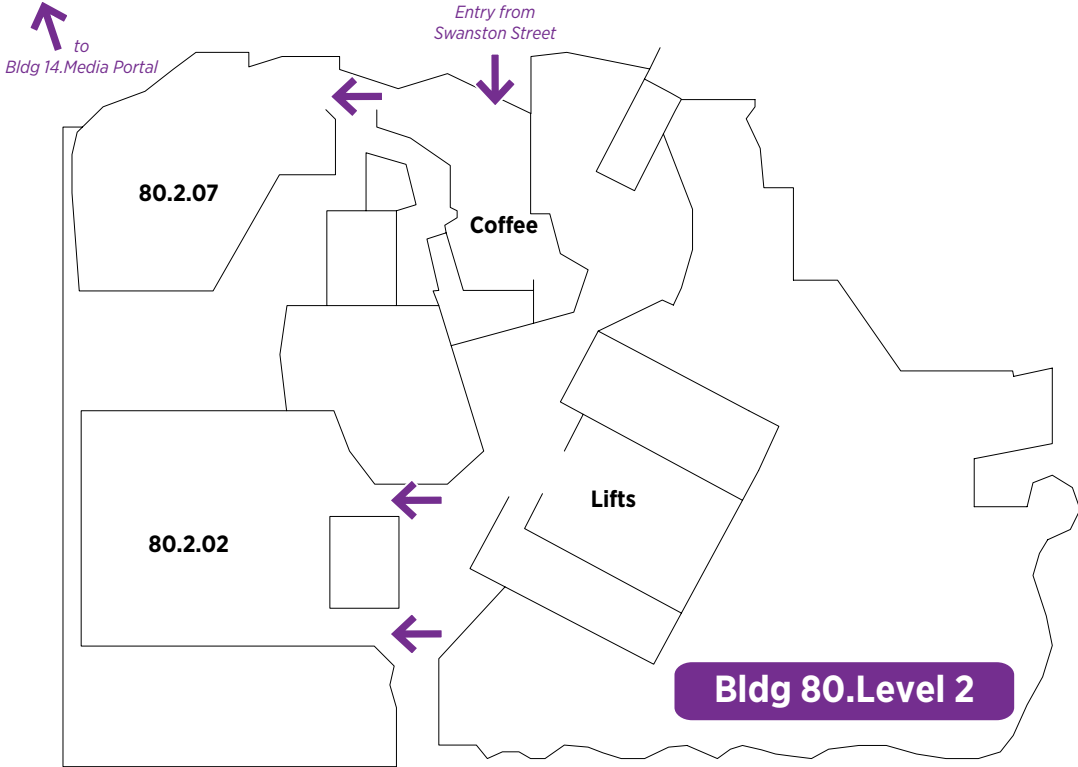 Entry from
Swanston Street
to
Bldg 14.Media Portal
80.2.07
Coffee
Lifts
80.2.02
Bldg 80.Level 2